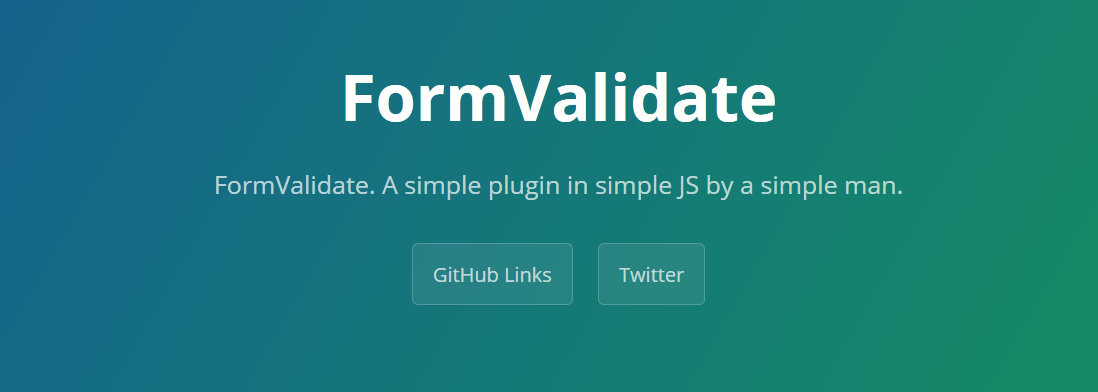 FormValidate
FormValidate. A simple plugin in simple JS by a simple man.
GitHub Links
Twitter